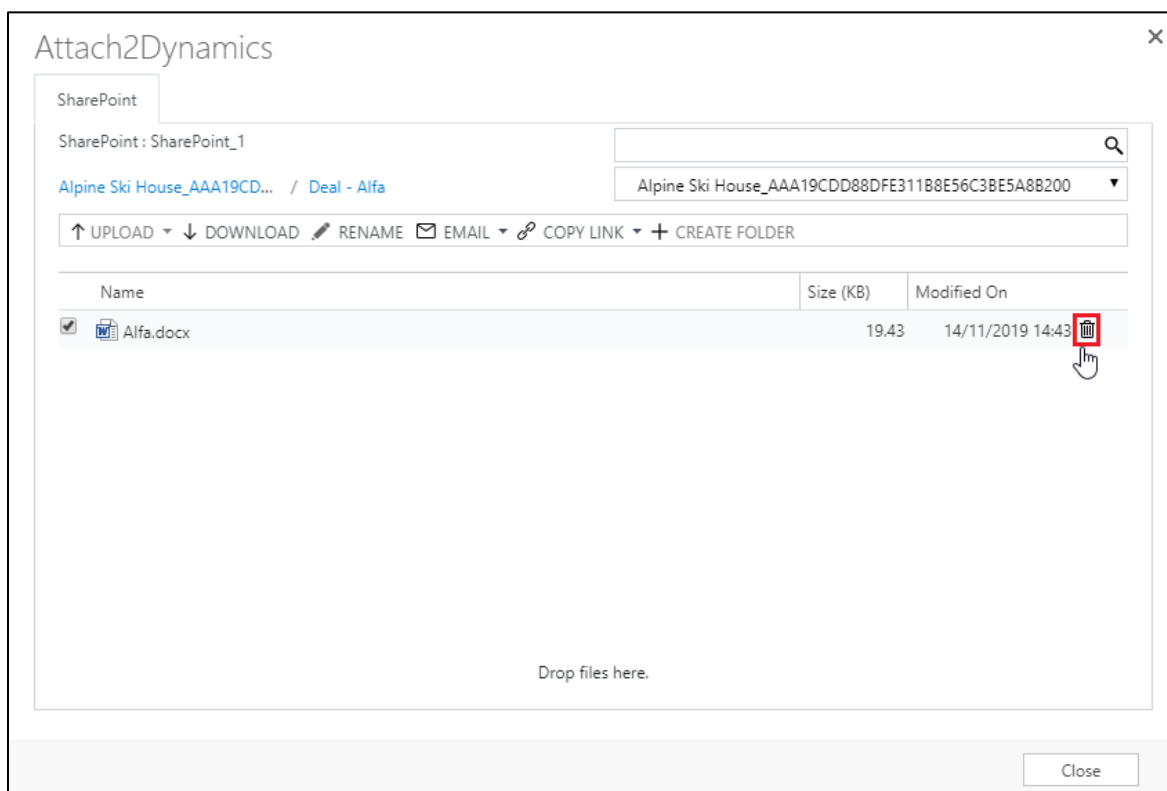 Attach2Dynamics
SharePoint
SharePoint : SharePoint_1
Alpine Ski House_AAA19CD... / Deal - Alfa
Alpine Ski House_AAA19CDD88DFE311B8E56C3BE5A8B200
UPLOAD DOWNLOAD RENAME EMAIL COPY LINK CREATE FOLDER
Name Size (KB) Modified On
Alfa.docx 19.43 14/11/2019 14:43
Drop files here.
Close